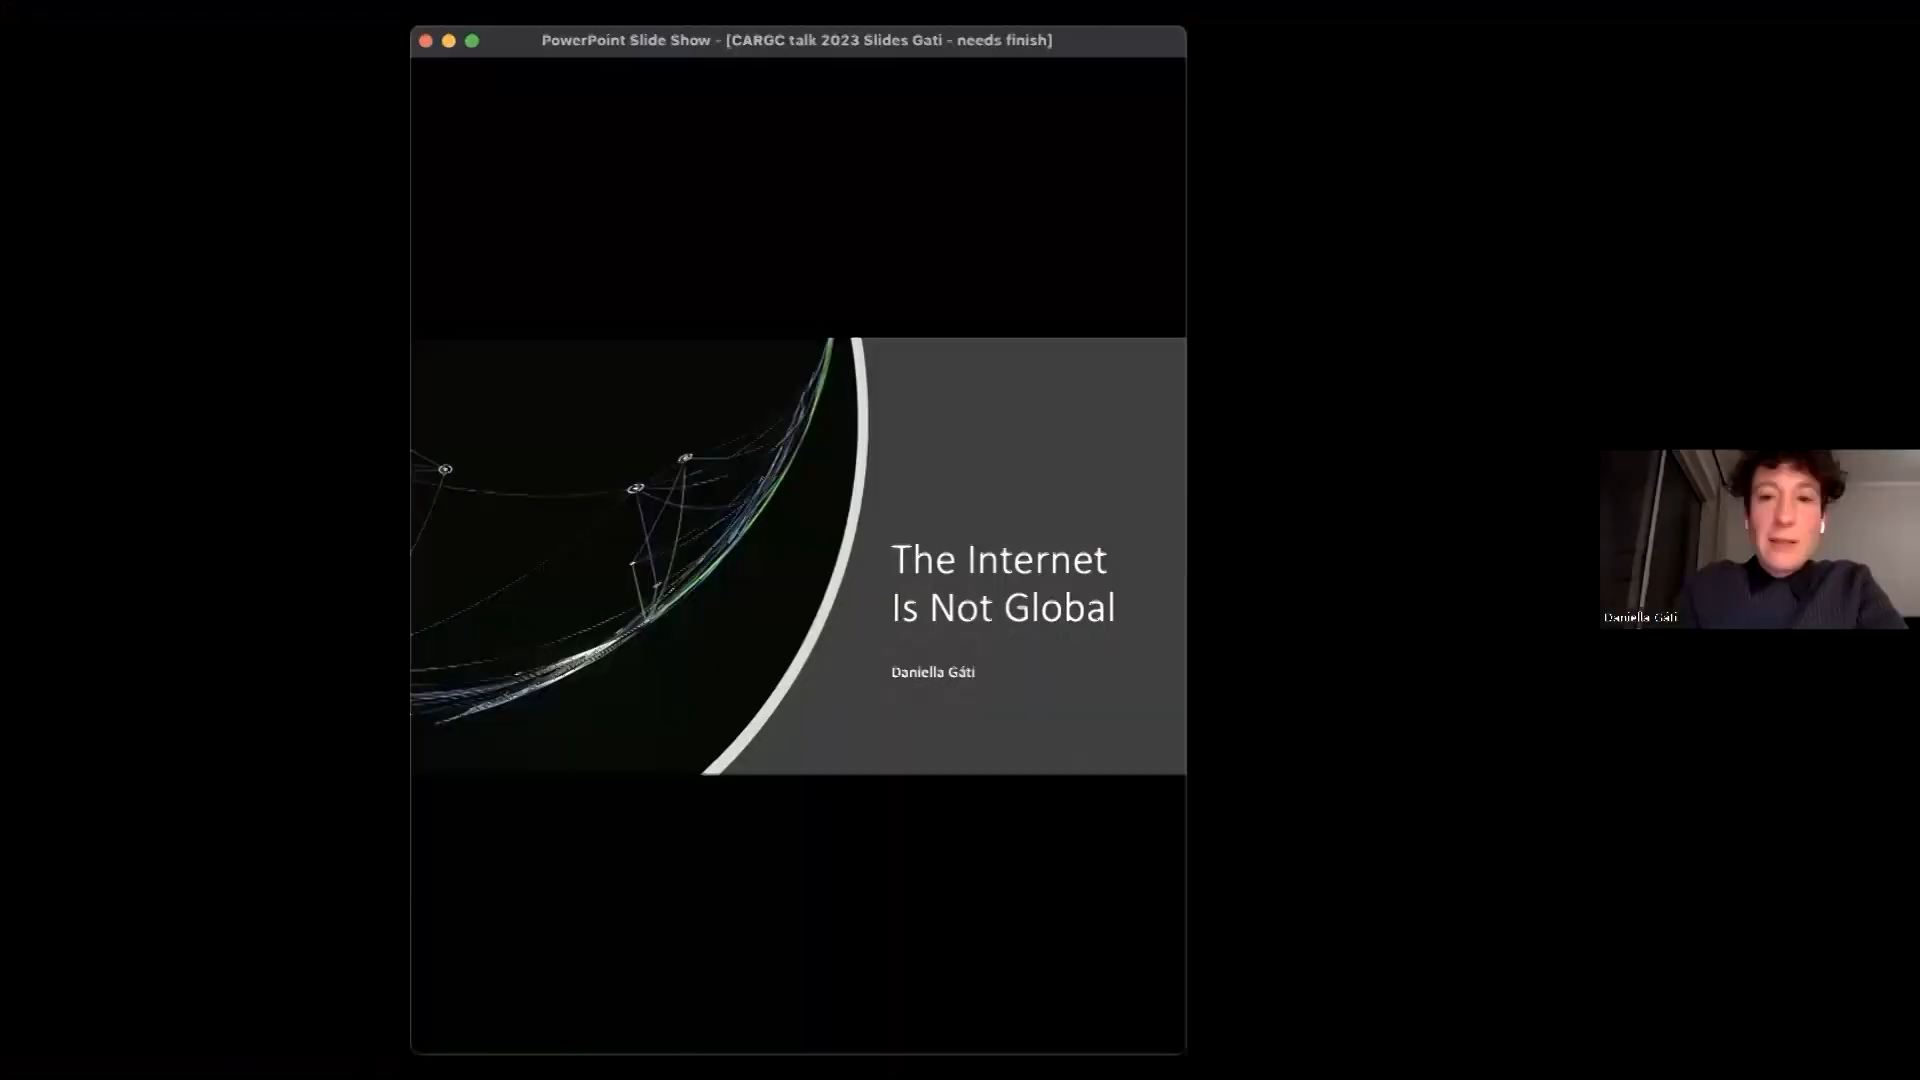 PowerPoint Slide Show - [CARGC talk 2023 Slides Gati - needs finish]
The Internet
Is Not Global
Daniella Gáti
Daniella Gáti